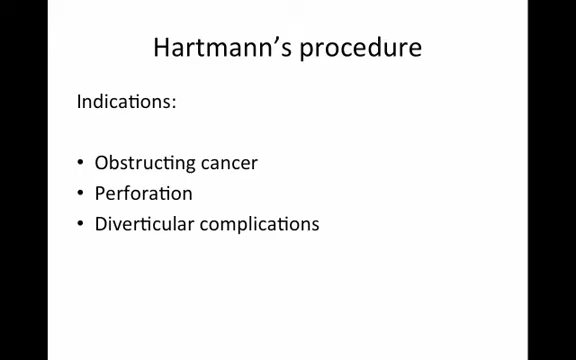 Hartmann’s procedure
Indications:
• Obstructing cancer
• Perforation
• Diverticular complications